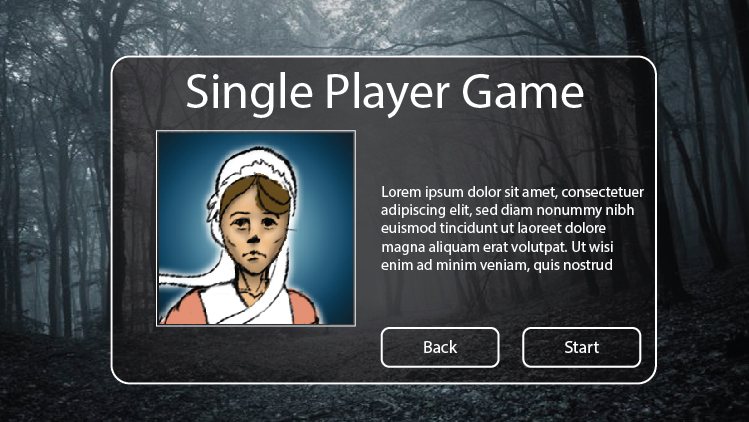 Single Player Game
Lorem ipsum dolor sit amet, consectetuer
adipiscing elit, sed diam nonummy nibh
euismod tincidunt ut laoreet dolore
magna aliquam erat volutpat. Ut wisi
enim ad minim veniam, quis nostrud
Back
Start